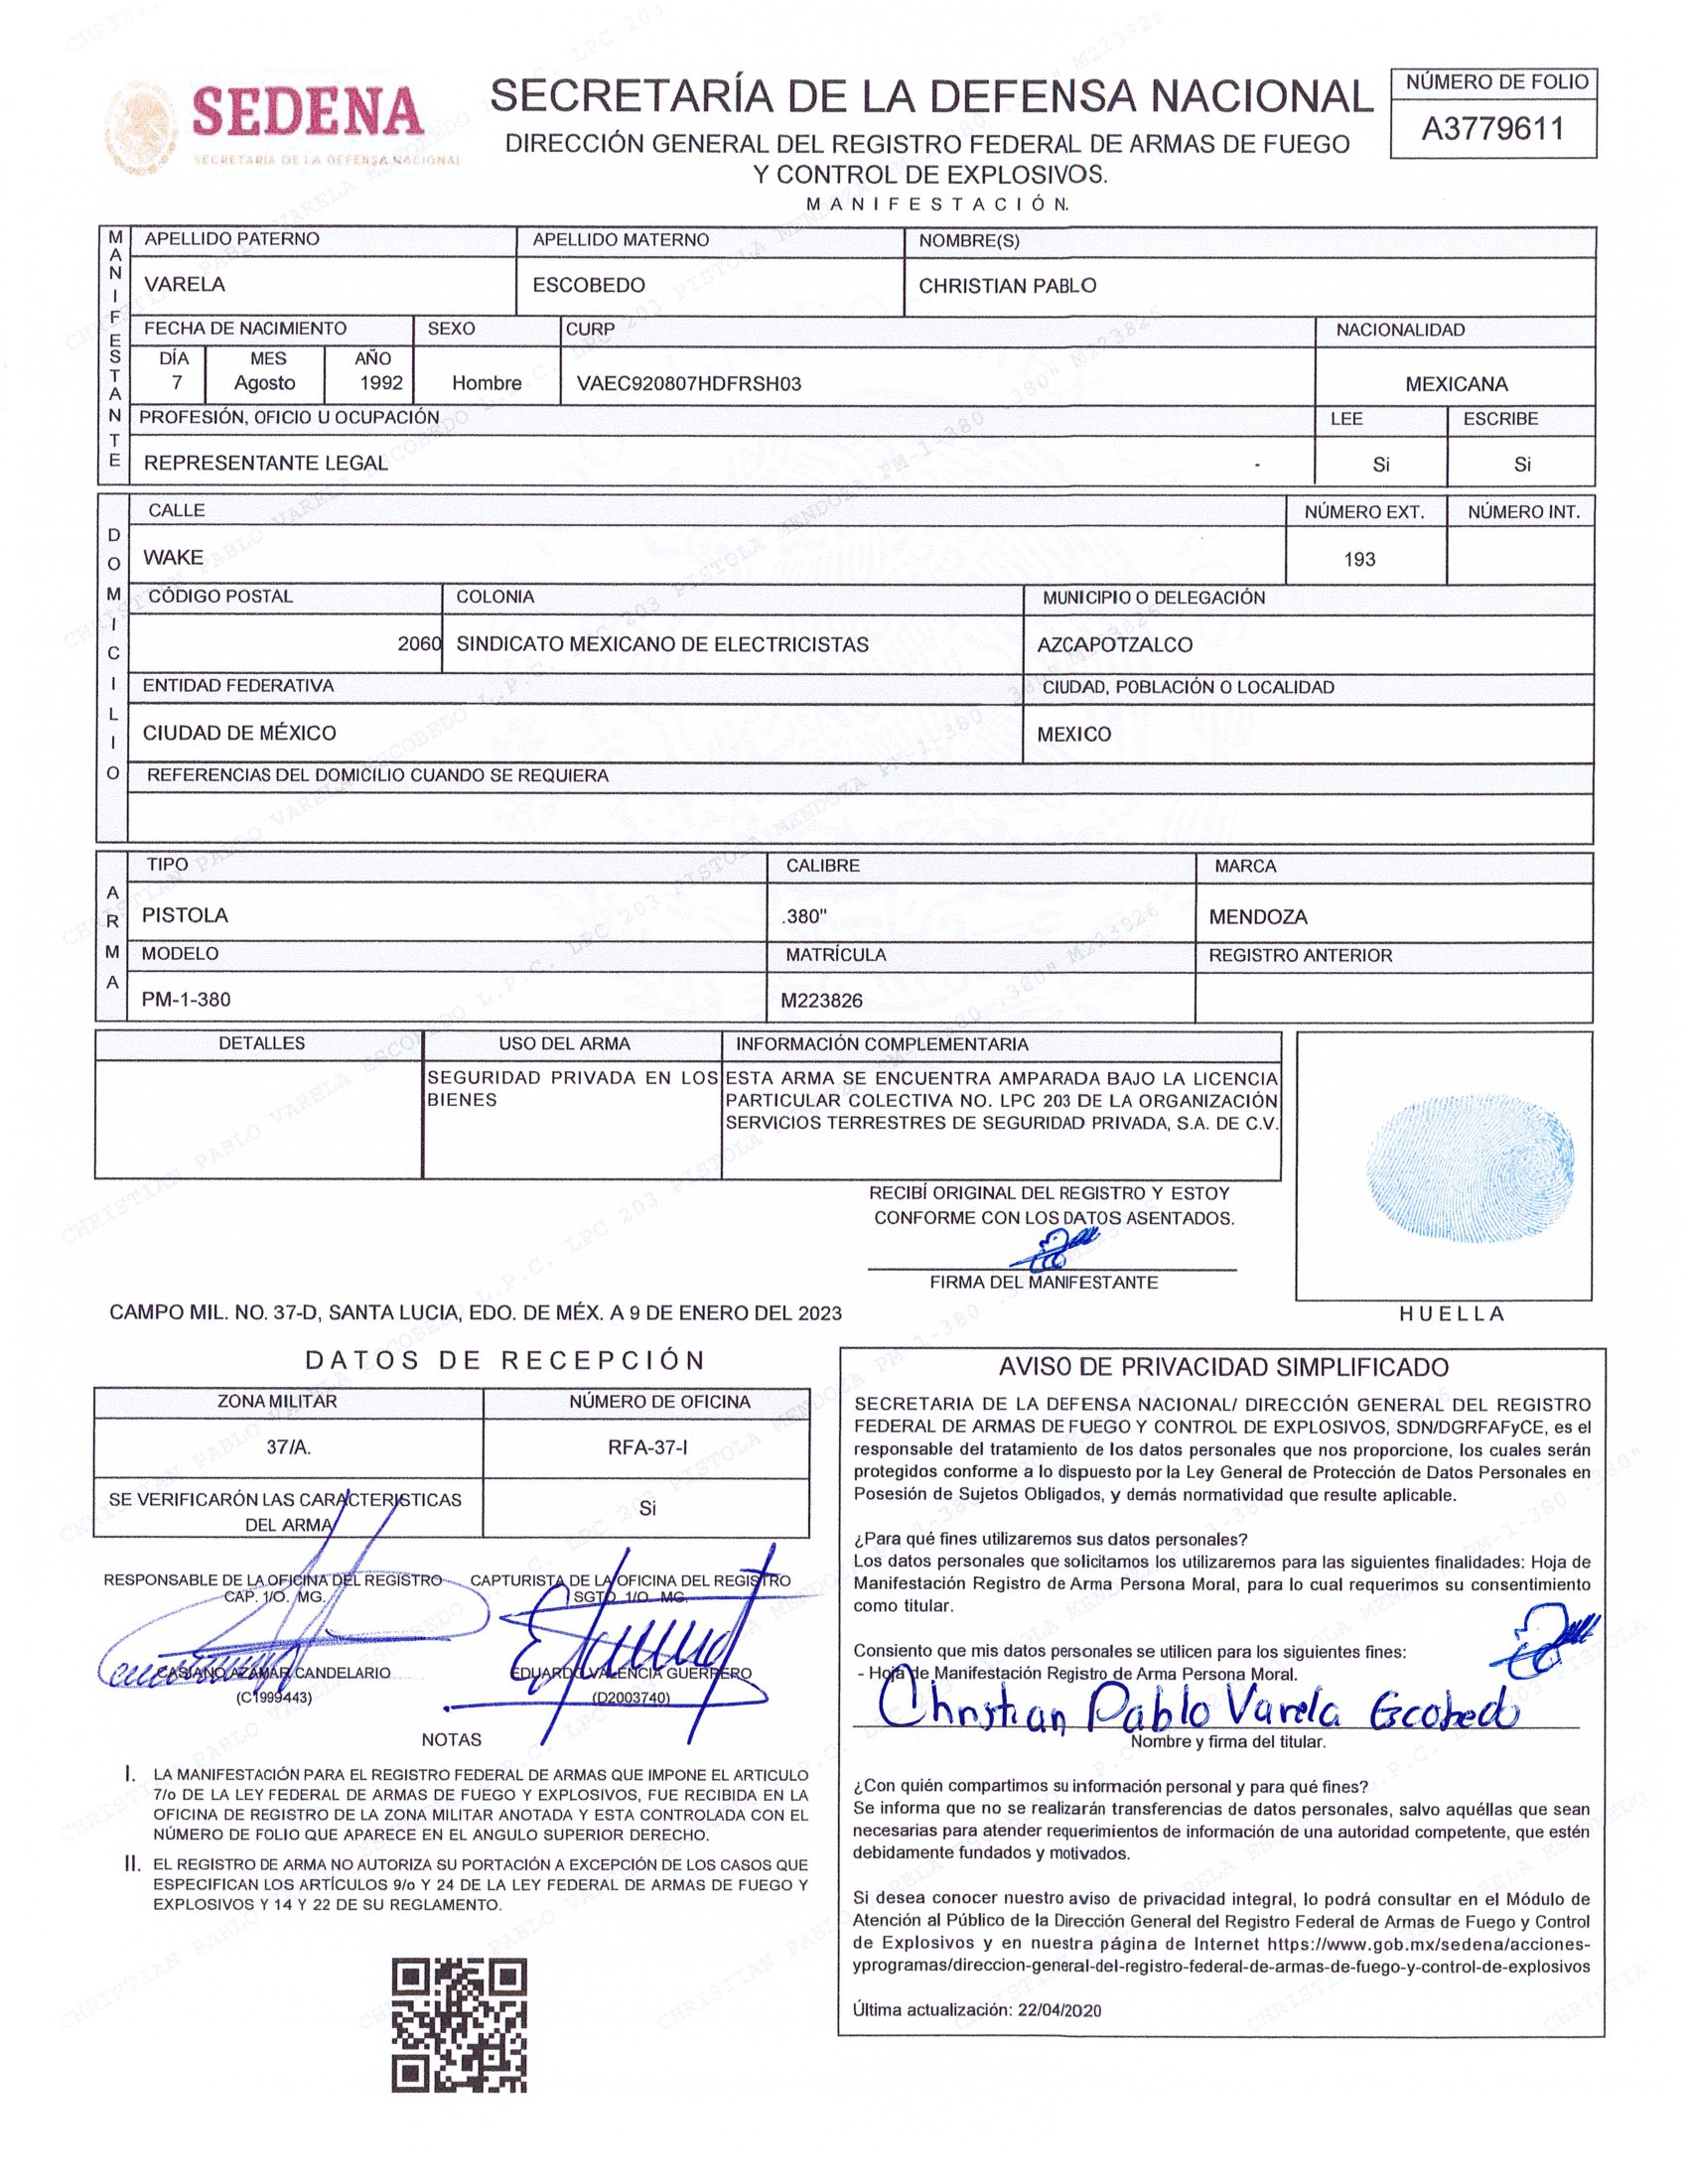 SEDENA
SECRETARÍA DE LA DEFENSA NACIONAL
SECRETARÍA DE LA DEFENSA NACIONAL
DIRECCIÓN GENERAL DEL REGISTRO FEDERAL DE ARMAS DE FUEGO
Y CONTROL DE EXPLOSIVOS.
MANIFESTACIÓN.
NÚMERO DE FOLIO
A3779611
MANIFESTANTE
APELLIDO PATERNO APELLIDO MATERNO NOMBRE(S)
VARELA ESCOBEDO CHRISTIAN PABLO
FECHA DE NACIMIENTO SEXO CURP NACIONALIDAD
DÍA MES AÑO
7 Agosto 1992 Hombre VAEC920807HDFRSH03 MEXICANA
PROFESIÓN, OFICIO U OCUPACIÓN LEE ESCRIBE
REPRESENTANTE LEGAL Si Si
DOMICILIO
CALLE NÚMERO EXT. NÚMERO INT.
WAKE 193
CÓDIGO POSTAL COLONIA MUNICIPIO O DELEGACIÓN
2060 SINDICATO MEXICANO DE ELECTRICISTAS AZCAPOTZALCO
ENTIDAD FEDERATIVA CIUDAD, POBLACIÓN O LOCALIDAD
CIUDAD DE MÉXICO MEXICO
REFERENCIAS DEL DOMICILIO CUANDO SE REQUIERA
ARMA
TIPO CALIBRE MARCA
PISTOLA .380" MENDOZA
MODELO MATRÍCULA REGISTRO ANTERIOR
PM-1-380 M223826
DETALLES USO DEL ARMA INFORMACIÓN COMPLEMENTARIA
SEGURIDAD PRIVADA EN LOS ESTA ARMA SE ENCUENTRA AMPARADA BAJO LA LICENCIA
BIENES PARTICULAR COLECTIVA NO. LPC 203 DE LA ORGANIZACIÓN
SERVICIOS TERRESTRES DE SEGURIDAD PRIVADA, S.A. DE C.V.
RECIBÍ ORIGINAL DEL REGISTRO Y ESTOY
CONFORME CON LOS DATOS ASENTADOS.
FIRMA DEL MANIFESTANTE
HUELLA
CAMPO MIL. NO. 37-D, SANTA LUCIA, EDO. DE MÉX. A 9 DE ENERO DEL 2023
DATOS DE RECEPCIÓN
ZONA MILITAR NÚMERO DE OFICINA
37/A. RFA-37-I
SE VERIFICARÓN LAS CARACTERISTICAS
DEL ARMA Si
RESPONSABLE DE LA OFICINA DEL REGISTRO CAPTURISTA DE LA OFICINA DEL REGISTRO
CAP. 1/O. MG. SGTO. 1/O. MG.
CASIANO AZAMAR CANDELARIO EDUARDO VALENCIA GUERRERO
(C1999443) (D2003740)
NOTAS
I. LA MANIFESTACIÓN PARA EL REGISTRO FEDERAL DE ARMAS QUE IMPONE EL ARTICULO
7/o DE LA LEY FEDERAL DE ARMAS DE FUEGO Y EXPLOSIVOS, FUE RECIBIDA EN LA
OFICINA DE REGISTRO DE LA ZONA MILITAR ANOTADA Y ESTA CONTROLADA CON EL
NÚMERO DE FOLIO QUE APARECE EN EL ANGULO SUPERIOR DERECHO.
II. EL REGISTRO DE ARMA NO AUTORIZA SU PORTACIÓN A EXCEPCIÓN DE LOS CASOS QUE
ESPECIFICAN LOS ARTÍCULOS 9/o Y 24 DE LA LEY FEDERAL DE ARMAS DE FUEGO Y
EXPLOSIVOS Y 14 Y 22 DE SU REGLAMENTO.
AVISO DE PRIVACIDAD SIMPLIFICADO
SECRETARIA DE LA DEFENSA NACIONAL/ DIRECCIÓN GENERAL DEL REGISTRO
FEDERAL DE ARMAS DE FUEGO Y CONTROL DE EXPLOSIVOS, SDN/DGRFAFyCE, es el
responsable del tratamiento de los datos personales que nos proporcione, los cuales serán
protegidos conforme a lo dispuesto por la Ley General de Protección de Datos Personales en
Posesión de Sujetos Obligados, y demás normatividad que resulte aplicable.
¿Para qué fines utilizaremos sus datos personales?
Los datos personales que solicitamos los utilizaremos para las siguientes finalidades: Hoja de
Manifestación Registro de Arma Persona Moral, para lo cual requerimos su consentimiento
como titular.
Consiento que mis datos personales se utilicen para los siguientes fines:
- Hoja de Manifestación Registro de Arma Persona Moral.
Christian Pablo Varela Escobedo
Nombre y firma del titular.
¿Con quién compartimos su información personal y para qué fines?
Se informa que no se realizarán transferencias de datos personales, salvo aquéllas que sean
necesarias para atender requerimientos de información de una autoridad competente, que estén
debidamente fundados y motivados.
Si desea conocer nuestro aviso de privacidad integral, lo podrá consultar en el Módulo de
Atención al Público de la Dirección General del Registro Federal de Armas de Fuego y Control
de Explosivos y en nuestra página de Internet https://www.gob.mx/sedena/acciones-
yprogramas/direccion-general-del-registro-federal-de-armas-de-fuego-y-control-de-explosivos
Última actualización: 22/04/2020